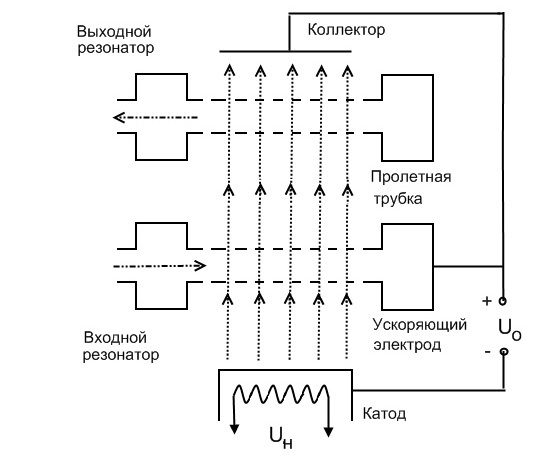 Выходной
резонатор
Коллектор
Пролетная
трубка
Входной
резонатор
Ускоряющий
электрод
+
U₀
-
Катод
Uн